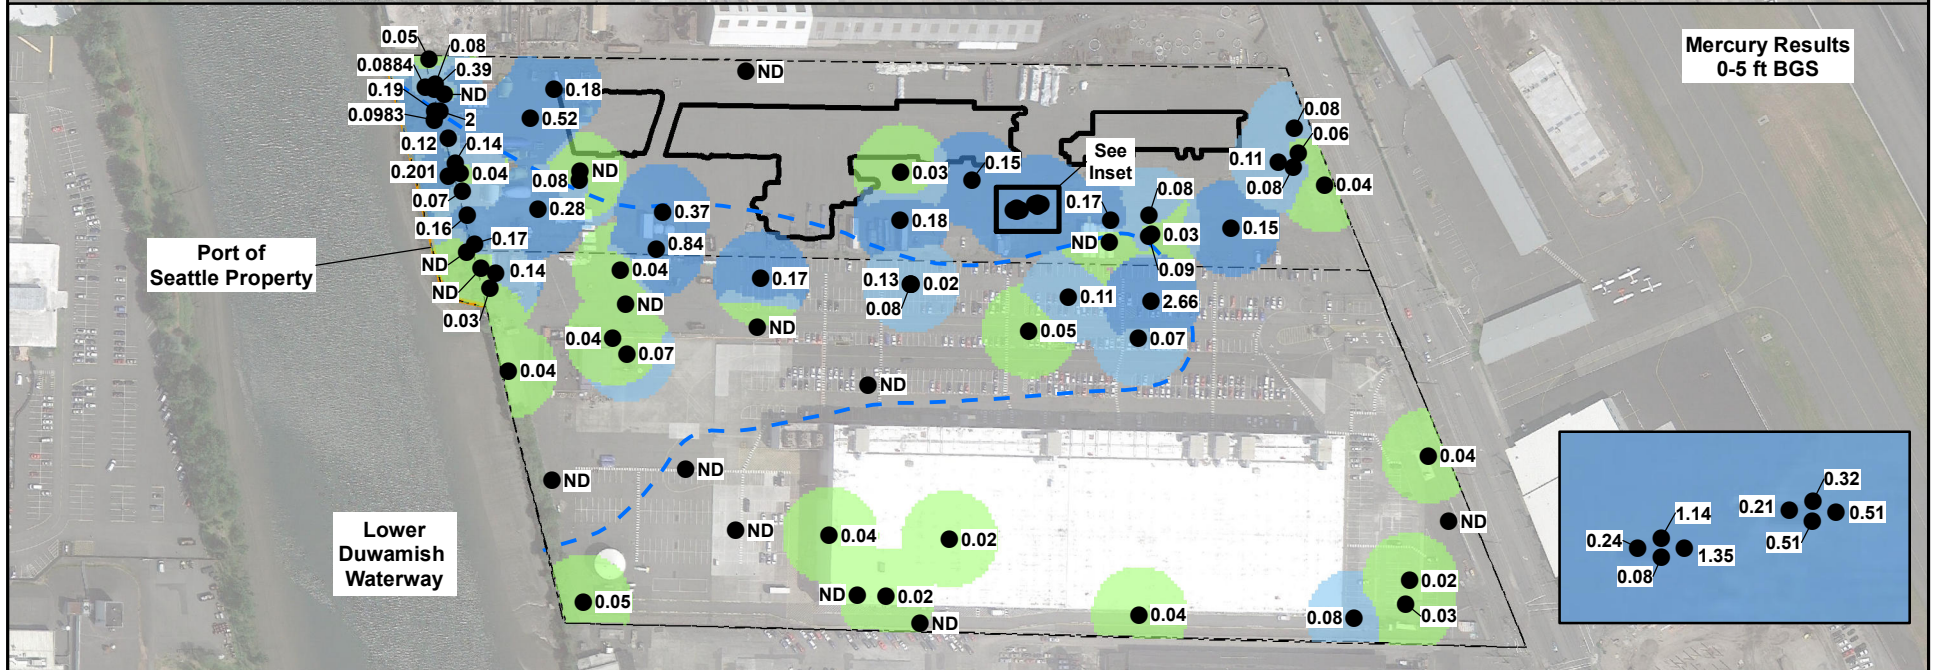 Mercury Results
0-5 ft BGS
0.05
0.08
0.0884
0.39
ND
0.19
2
0.0983
0.12
0.14
0.201
0.04
0.07
0.16
0.17
ND
0.14
ND
0.03
0.18
0.52
ND
0.08
0.28
0.37
0.84
0.04
ND
0.04
0.07
0.04
ND
0.17
ND
0.03
0.15
0.18
0.13
0.02
0.08
See
Inset
0.17
0.08
ND
0.03
0.09
0.15
0.11
2.66
0.05
0.07
0.08
0.06
0.11
0.08
0.04
ND
Port of
Seattle Property
Lower
Duwamish
Waterway
ND
ND
ND
0.04
0.02
ND
0.02
ND
0.05
0.04
0.08
0.04
ND
0.02
0.03
0.24
1.14
0.08
1.35
0.21
0.32
0.51
0.51